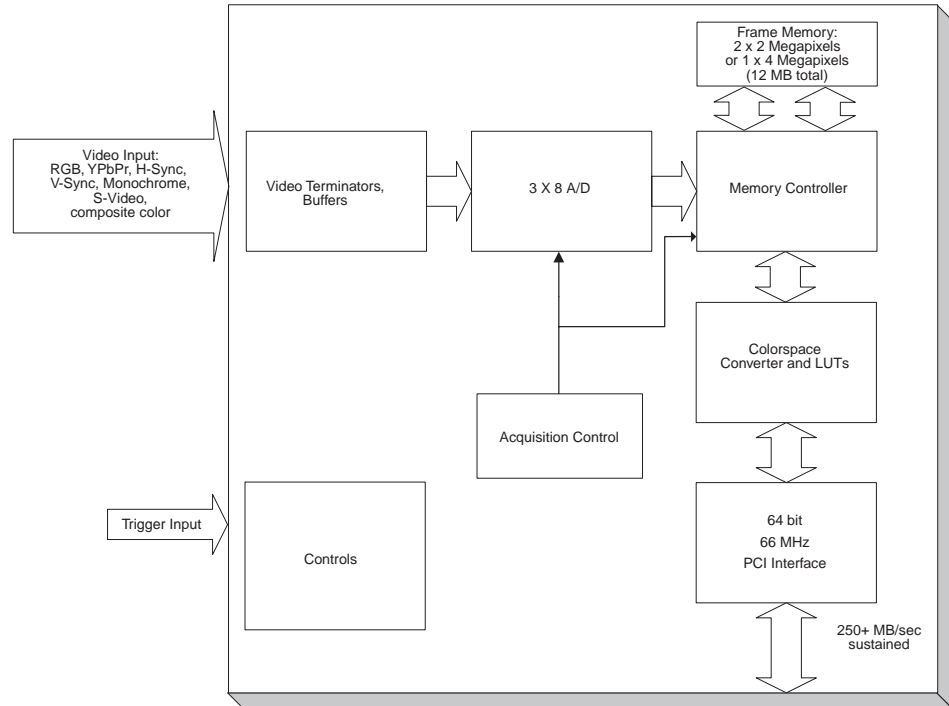 Frame Memory:
2 x 2 Megapixels
or 1 x 4 Megapixels
(12 MB total)
Video Input:
RGB, YPbPr, H-Sync,
V-Sync, Monochrome,
S-Video,
composite color
Video Terminators,
Buffers
3 X 8 A/D
Memory Controller
Colorspace
Converter and LUTs
Acquisition Control
Trigger Input
Controls
64 bit
66 MHz
PCI Interface
250+ MB/sec
sustained